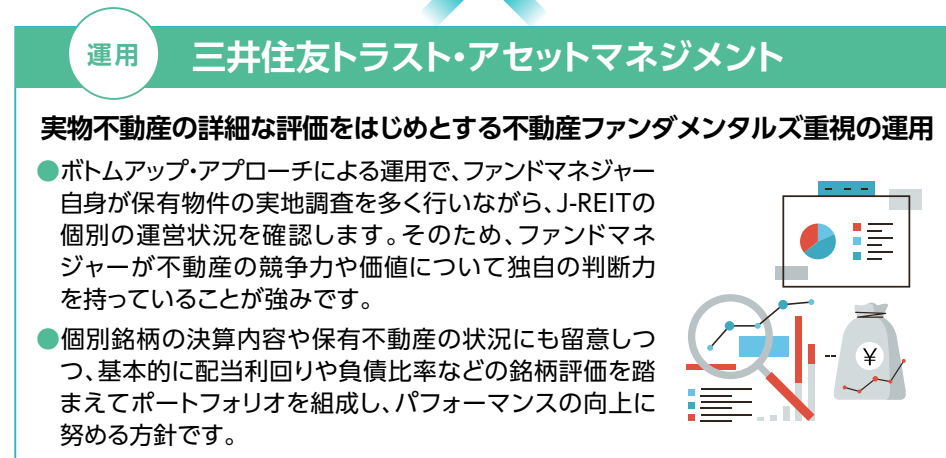 運用
三井住友トラスト・アセットマネジメント
実物不動産の詳細な評価をはじめとする不動産ファンダメンタルズ重視の運用
●ボトムアップ・アプローチによる運用で、ファンドマネジャー
自身が保有物件の実地調査を多く行いながら、J-REITの
個別の運営状況を確認します。そのため、ファンドマネ
ジャーが不動産の競争力や価値について独自の判断力
を持っていることが強みです。
●個別銘柄の決算内容や保有不動産の状況にも留意しつ
つ、基本的に配当利回りや負債比率などの銘柄評価を踏
まえてポートフォリオを組成し、パフォーマンスの向上に
努める方針です。
¥